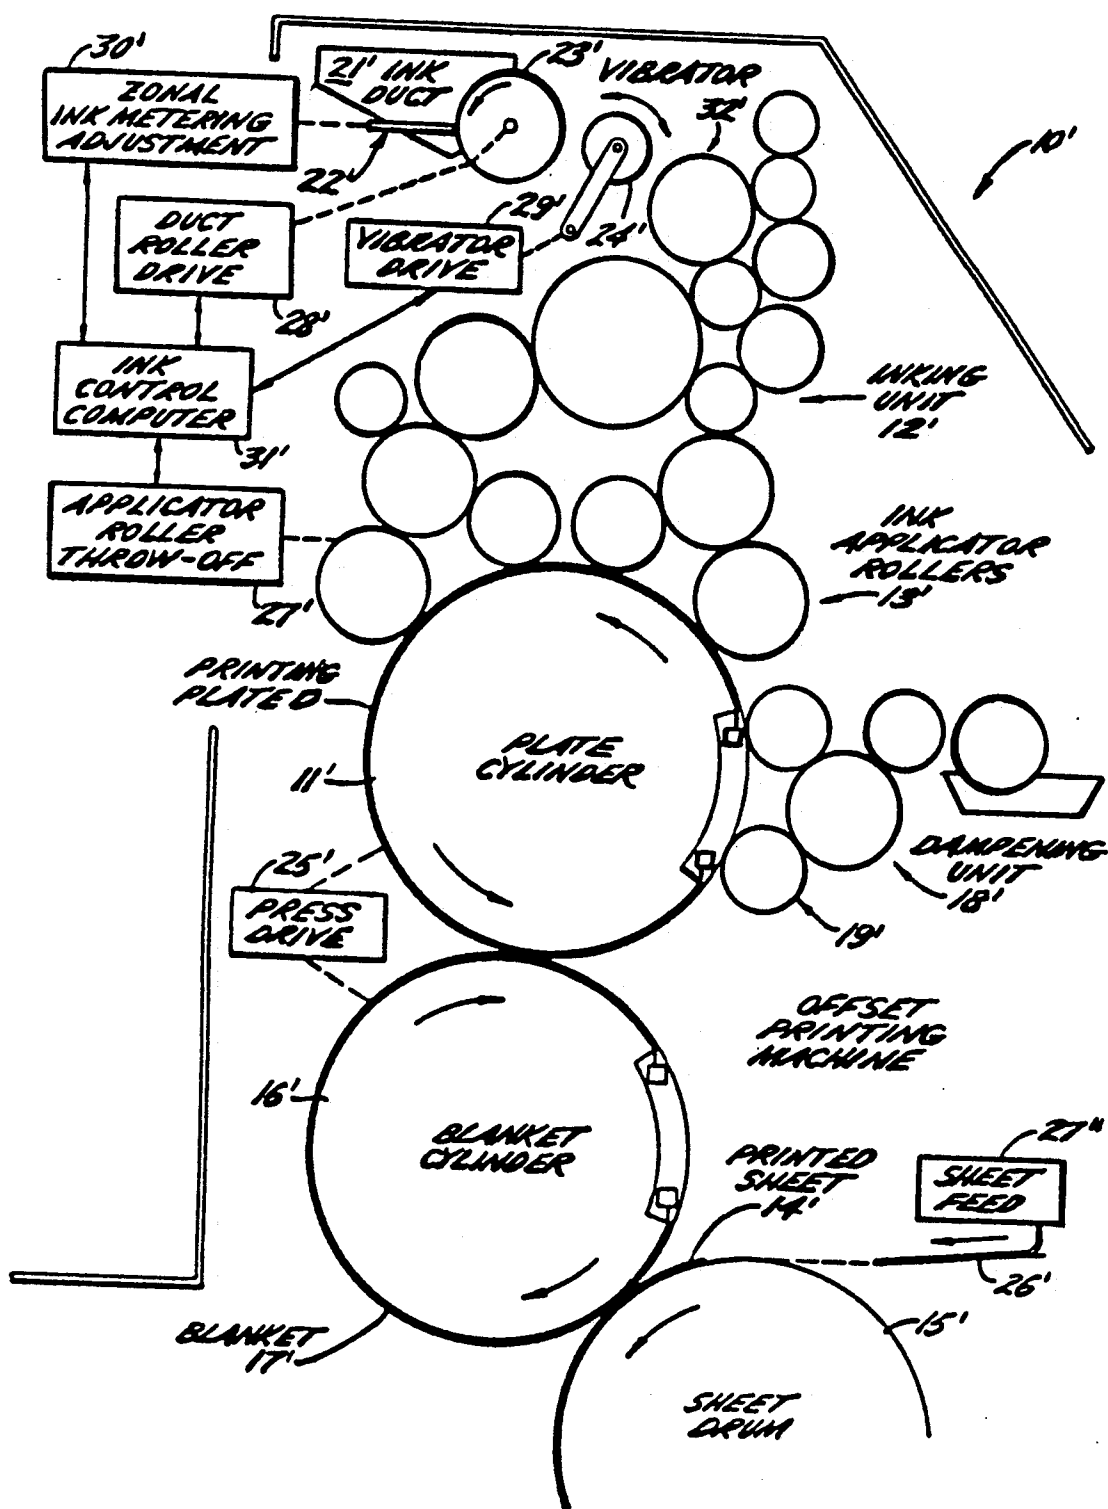 30'
ZONAL
INK METERING
ADJUSTMENT
21' INK
DUCT
23'
VIBRATOR
32'
10'
22'
DUCT
ROLLER
DRIVE
28'
29'
VIBRATOR
DRIVE
24'
INK
CONTROL
COMPUTER
31'
INKING
UNIT
12'
APPLICATOR
ROLLER
THROW-OFF
27'
INK
APPLICATOR
ROLLERS
13'
PRINTING
PLATE D
PLATE
CYLINDER
11'
25'
PRESS
DRIVE
DAMPENING
UNIT
18'
19'
OFFSET
PRINTING
MACHINE
16'
BLANKET
CYLINDER
PRINTED
SHEET
14'
27"
SHEET
FEED
26'
15'
BLANKET
17'
SHEET
DRUM